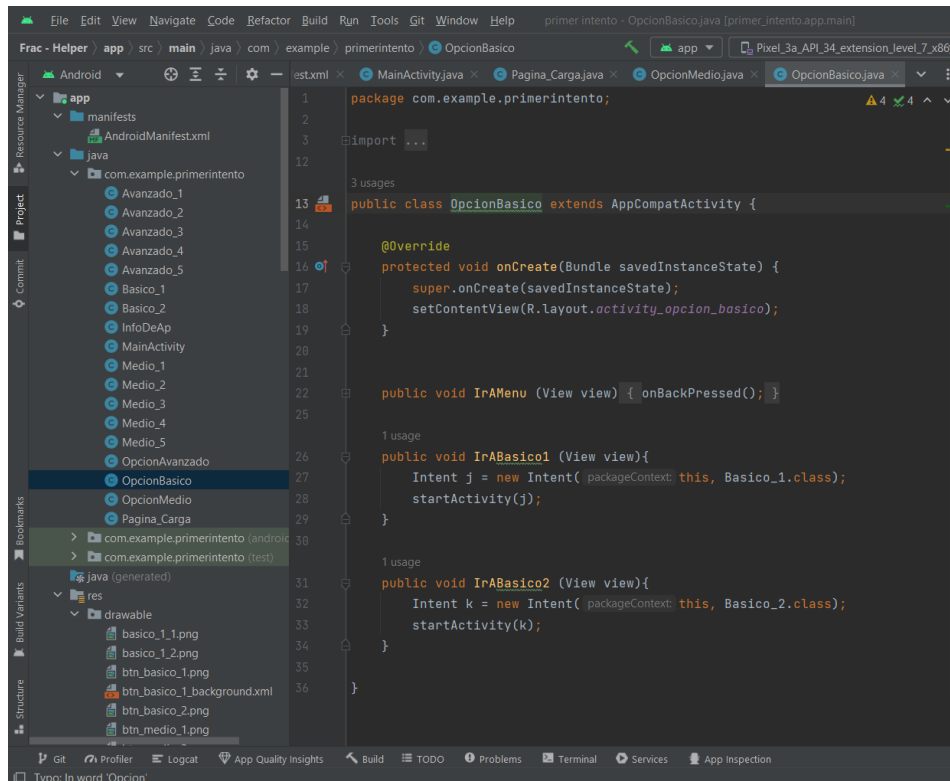 File Edit View Navigate Code Refactor Build Run Tools Git Window Help primer intento - OpcionBasico.java [primer_intento.app.main]
Frac - Helper app src main java com example primerintento OpcionBasico app Pixel_3a_API_34_extension_level_7_x86
Android est.xml MainActivity.java Pagina_Carga.java OpcionMedio.java OpcionBasico.java
Resource Manager
Project
Commit
Bookmarks
Build Variants
Structure
app
manifests
AndroidManifest.xml
java
com.example.primerintento
Avanzado_1
Avanzado_2
Avanzado_3
Avanzado_4
Avanzado_5
Basico_1
Basico_2
InfoDeAp
MainActivity
Medio_1
Medio_2
Medio_3
Medio_4
Medio_5
OpcionAvanzado
OpcionBasico
OpcionMedio
Pagina_Carga
com.example.primerintento (androic
com.example.primerintento (test)
java (generated)
res
drawable
basico_1_1.png
basico_1_2.png
btn_basico_1.png
btn_basico_1_background.xml
btn_basico_2.png
btn_medio_1.png
1 package com.example.primerintento; 4 4
2
3 import ...
12
3 usages
13 public class OpcionBasico extends AppCompatActivity {
14
15 @Override
16 protected void onCreate(Bundle savedInstanceState) {
17 super.onCreate(savedInstanceState);
18 setContentView(R.layout.activity_opcion_basico);
19 }
20
21
22 public void IrAMenu (View view) { onBackPressed(); }
25
1 usage
26 public void IrABasico1 (View view){
27 Intent j = new Intent( packageContext: this, Basico_1.class);
28 startActivity(j);
29 }
30
1 usage
31 public void IrABasico2 (View view){
32 Intent k = new Intent( packageContext: this, Basico_2.class);
33 startActivity(k);
34 }
35
36 }
Git Profiler Logcat App Quality Insights Build TODO Problems Terminal Services App Inspection
Typo: In word 'Opcion'